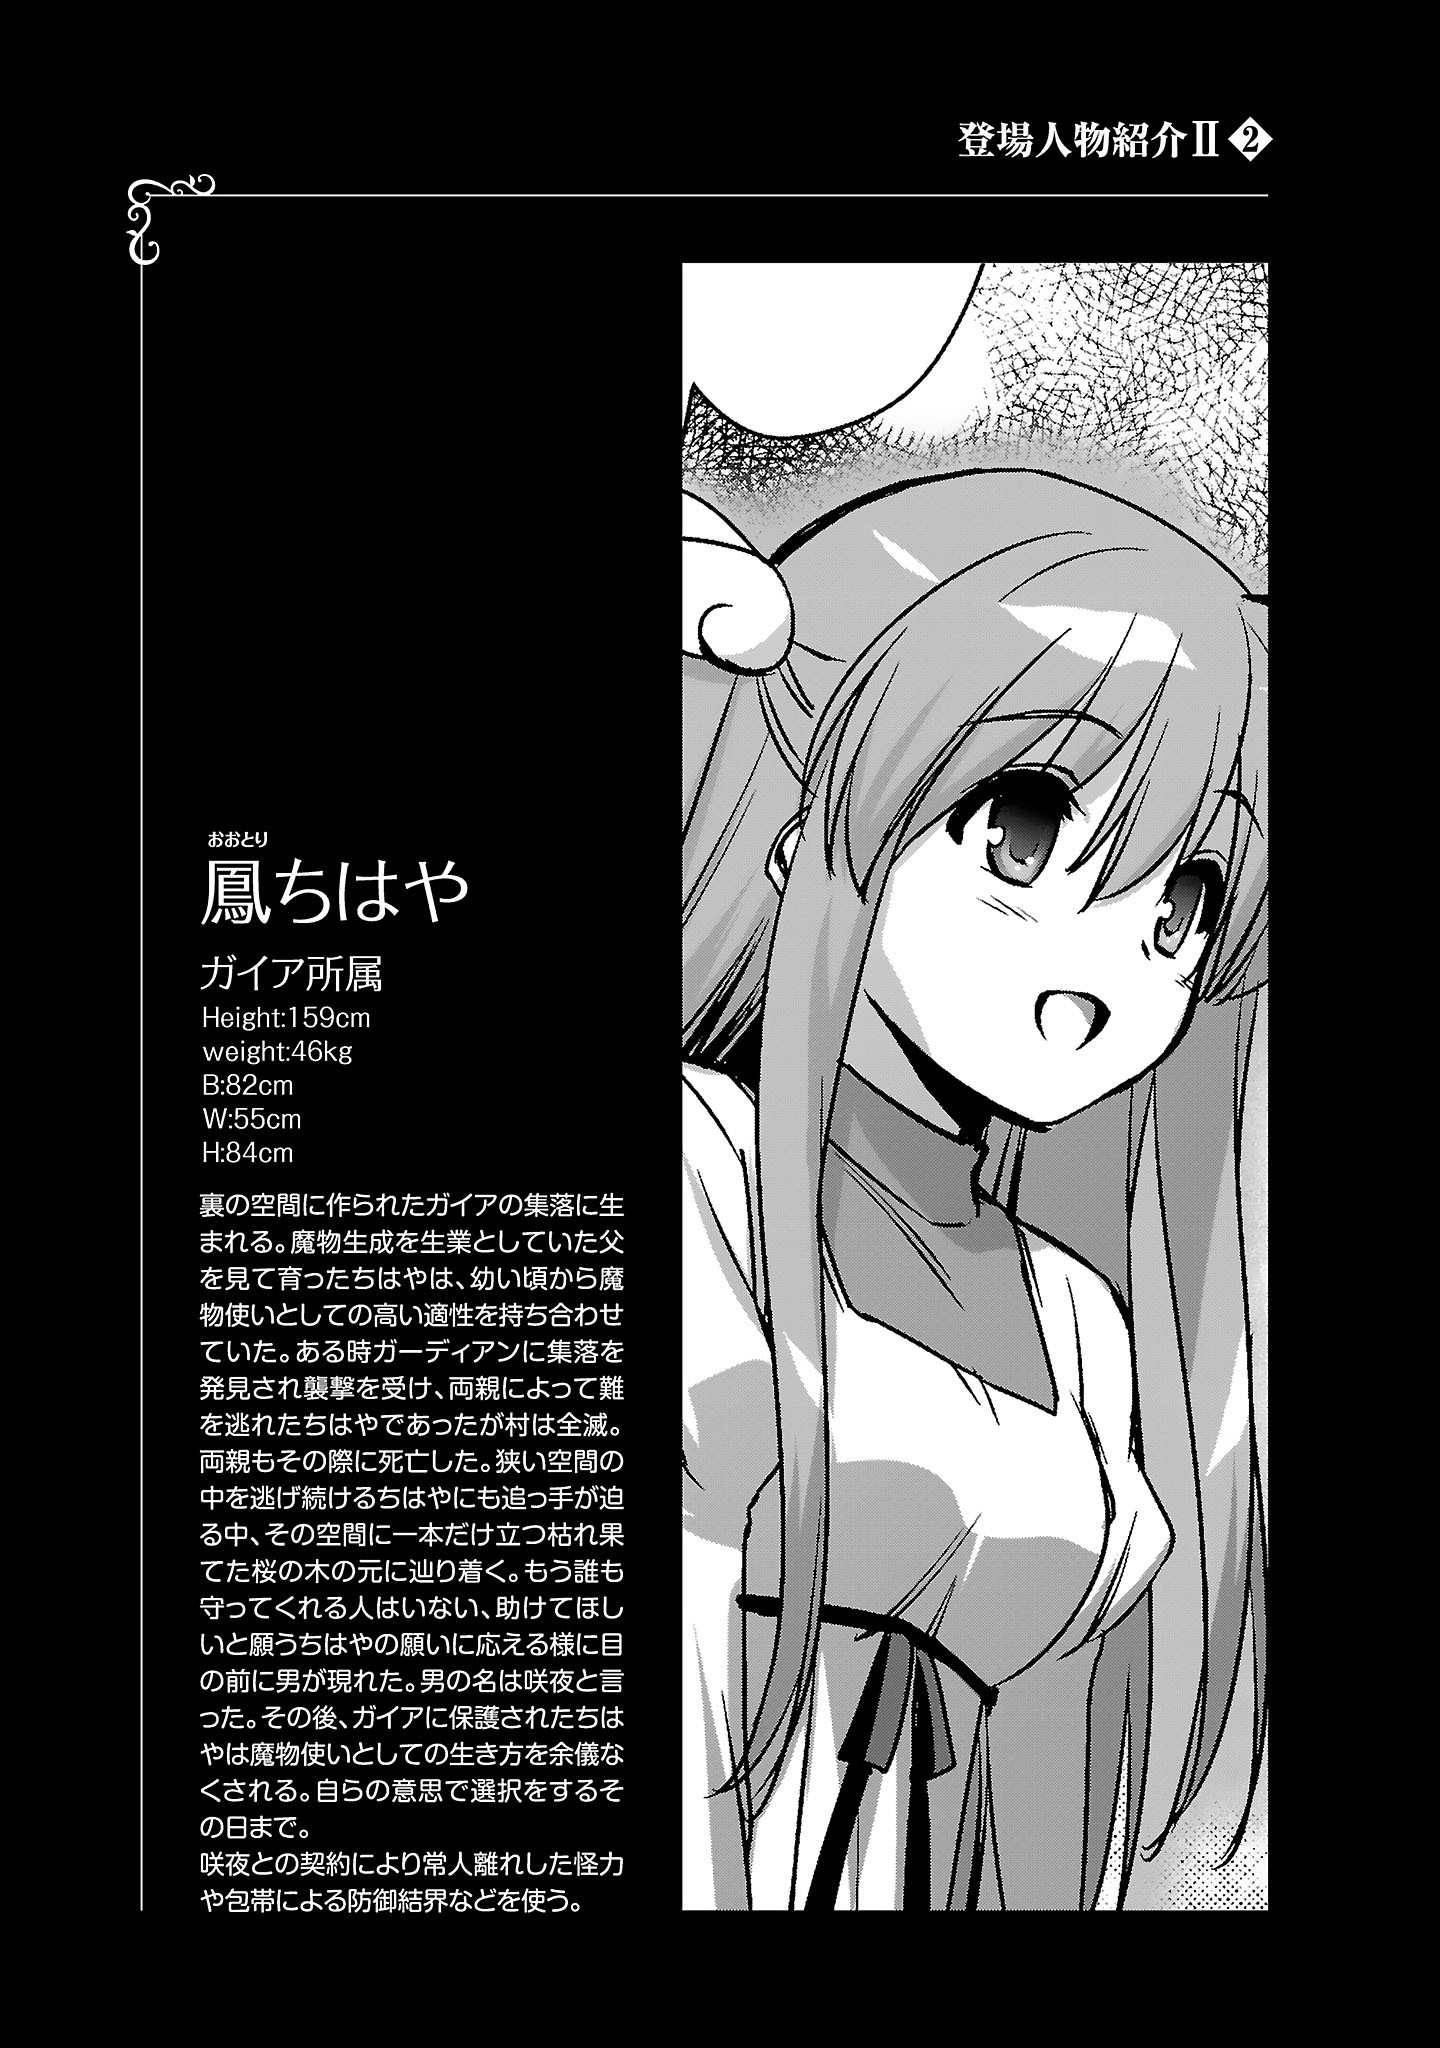 登場人物紹介Ⅱ 2
おおとり
鳳ちはや
ガイア所属
Height:159cm
weight:46kg
B:82cm
W:55cm
H:84cm
裏の空間に作られたガイアの集落に生
まれる。魔物生成を生業としていた父
を見て育ったちはやは、幼い頃から魔
物使いとしての高い適性を持ち合わせ
ていた。ある時ガーディアンに集落を
発見され襲撃を受け、両親によって難
を逃れたちはやであったが村は全滅。
両親もその際に死亡した。狭い空間の
中を逃げ続けるちはやにも追っ手が迫
る中、その空間に一本だけ立つ枯れ果
てた桜の木の元に辿り着く。もう誰も
守ってくれる人はいない、助けてほし
いと願うちはやの願いに応える様に目
の前に男が現れた。男の名は咲夜と言
った。その後、ガイアに保護されたちは
やは魔物使いとしての生き方を余儀な
くされる。自らの意思で選択をするそ
の日まで。
咲夜との契約により常人離れした怪力
や包帯による防御結界などを使う。